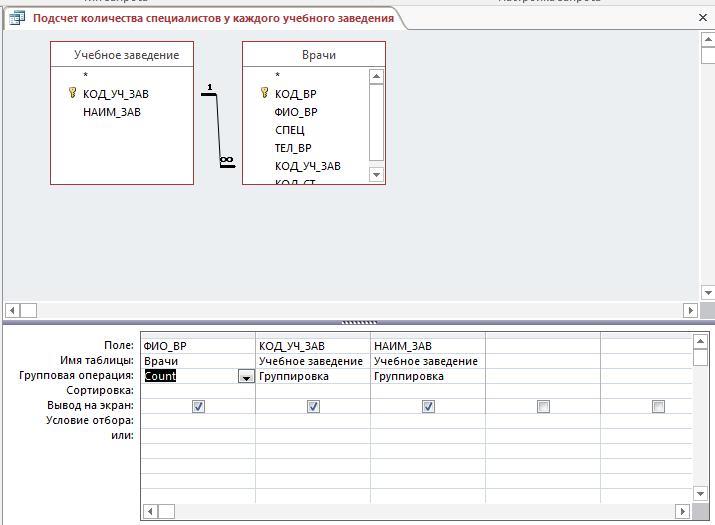 Подсчет количества специалистов у каждого учебного заведения
Учебное заведение
*
КОД_УЧ_ЗАВ
НАИМ_ЗАВ
1
∞
Врачи
*
КОД_ВР
ФИО_ВР
СПЕЦ
ТЕЛ_ВР
КОД_УЧ_ЗАВ
КОД_СТ
Поле: ФИО_ВР КОД_УЧ_ЗАВ НАИМ_ЗАВ
Имя таблицы: Врачи Учебное заведение Учебное заведение
Групповая операция: Count Группировка Группировка
Сортировка:
Вывод на экран:
Условие отбора:
или: